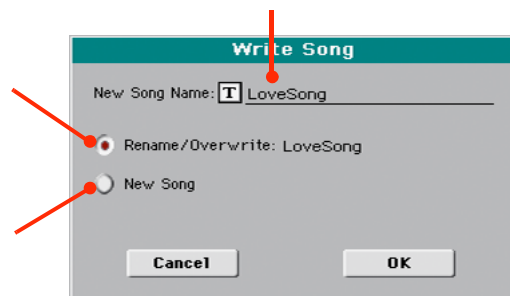 Write Song
New Song Name: T LoveSong
Rename/Overwrite: LoveSong
New Song
Cancel OK